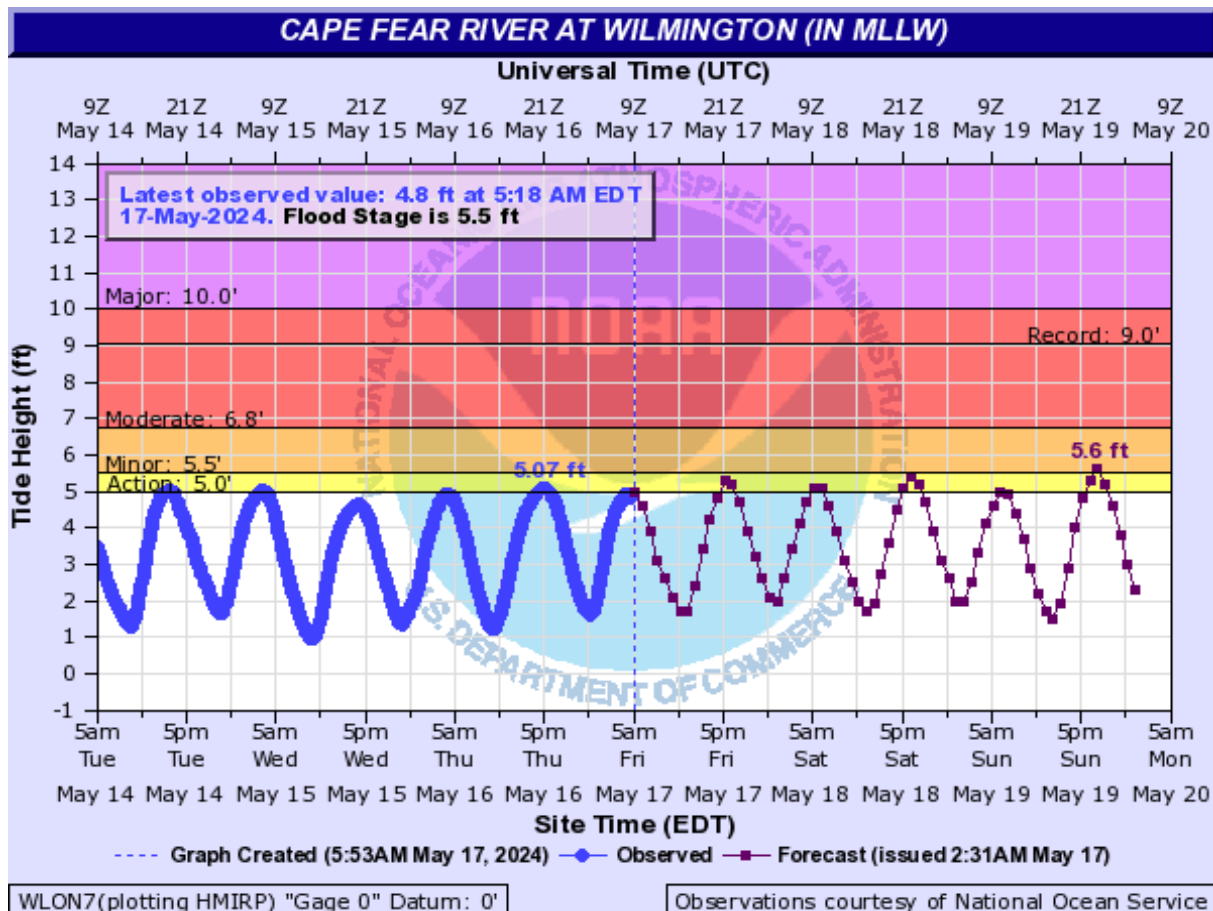 CAPE FEAR RIVER AT WILMINGTON (IN MLLW)
Universal Time (UTC)
9Z 21Z 9Z 21Z 9Z 21Z 9Z 21Z 9Z 21Z 9Z 21Z 9Z
May 14 May 14 May 15 May 15 May 16 May 16 May 17 May 17 May 18 May 18 May 19 May 19 May 20
Tide Height (ft)
14
13
12
11
10
9
8
7
6
5
4
3
2
1
0
-1
Latest observed value: 4.8 ft at 5:18 AM EDT
17-May-2024. Flood Stage is 5.5 ft
Major: 10.0'
Record: 9.0'
Moderate: 6.8'
Minor: 5.5'
Action: 5.0'
5.07 ft
5.6 ft
NATIONAL OCEANIC AND ATMOSPHERIC ADMINISTRATION
NOAA
U.S. DEPARTMENT OF COMMERCE
5am 5pm 5am 5pm 5am 5pm 5am 5pm 5am 5pm 5am 5pm 5am
Tue Tue Wed Wed Thu Thu Fri Fri Sat Sat Sun Sun Mon
May 14 May 14 May 15 May 15 May 16 May 16 May 17 May 17 May 18 May 18 May 19 May 19 May 20
Site Time (EDT)
Graph Created (5:53AM May 17, 2024) Observed Forecast (issued 2:31AM May 17)
WLON7(plotting HMIRP) "Gage 0" Datum: 0'
Observations courtesy of National Ocean Service